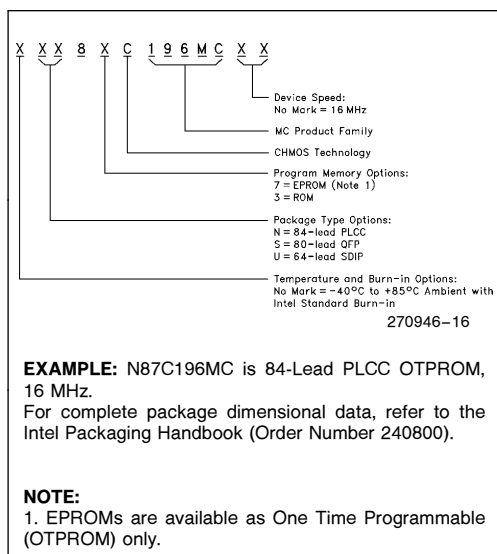 X X X 8 X C 1 9 6 M C X X
Device Speed:
No Mark = 16 MHz
MC Product Family
CHMOS Technology
Program Memory Options:
7 = EPROM (Note 1)
3 = ROM
Package Type Options:
N = 84-lead PLCC
S = 80-lead QFP
U = 64-lead SDIP
Temperature and Burn-in Options:
No Mark = -40°C to +85°C Ambient with
Intel Standard Burn-in
270946-16
EXAMPLE: N87C196MC is 84-Lead PLCC OTPROM,
16 MHz.
For complete package dimensional data, refer to the
Intel Packaging Handbook (Order Number 240800).
NOTE:
1. EPROMs are available as One Time Programmable
(OTPROM) only.